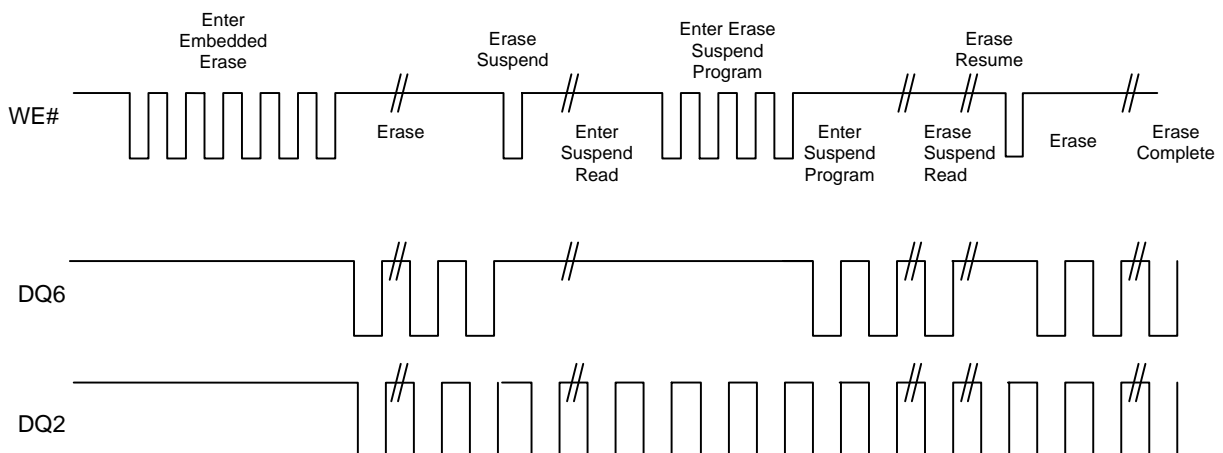 Enter
Embedded
Erase
Erase
Suspend
Enter Erase
Suspend
Program
Erase
Resume
WE#
Erase
Enter
Suspend
Read
Enter
Suspend
Program
Erase
Suspend
Read
Erase
Erase
Complete
DQ6
DQ2